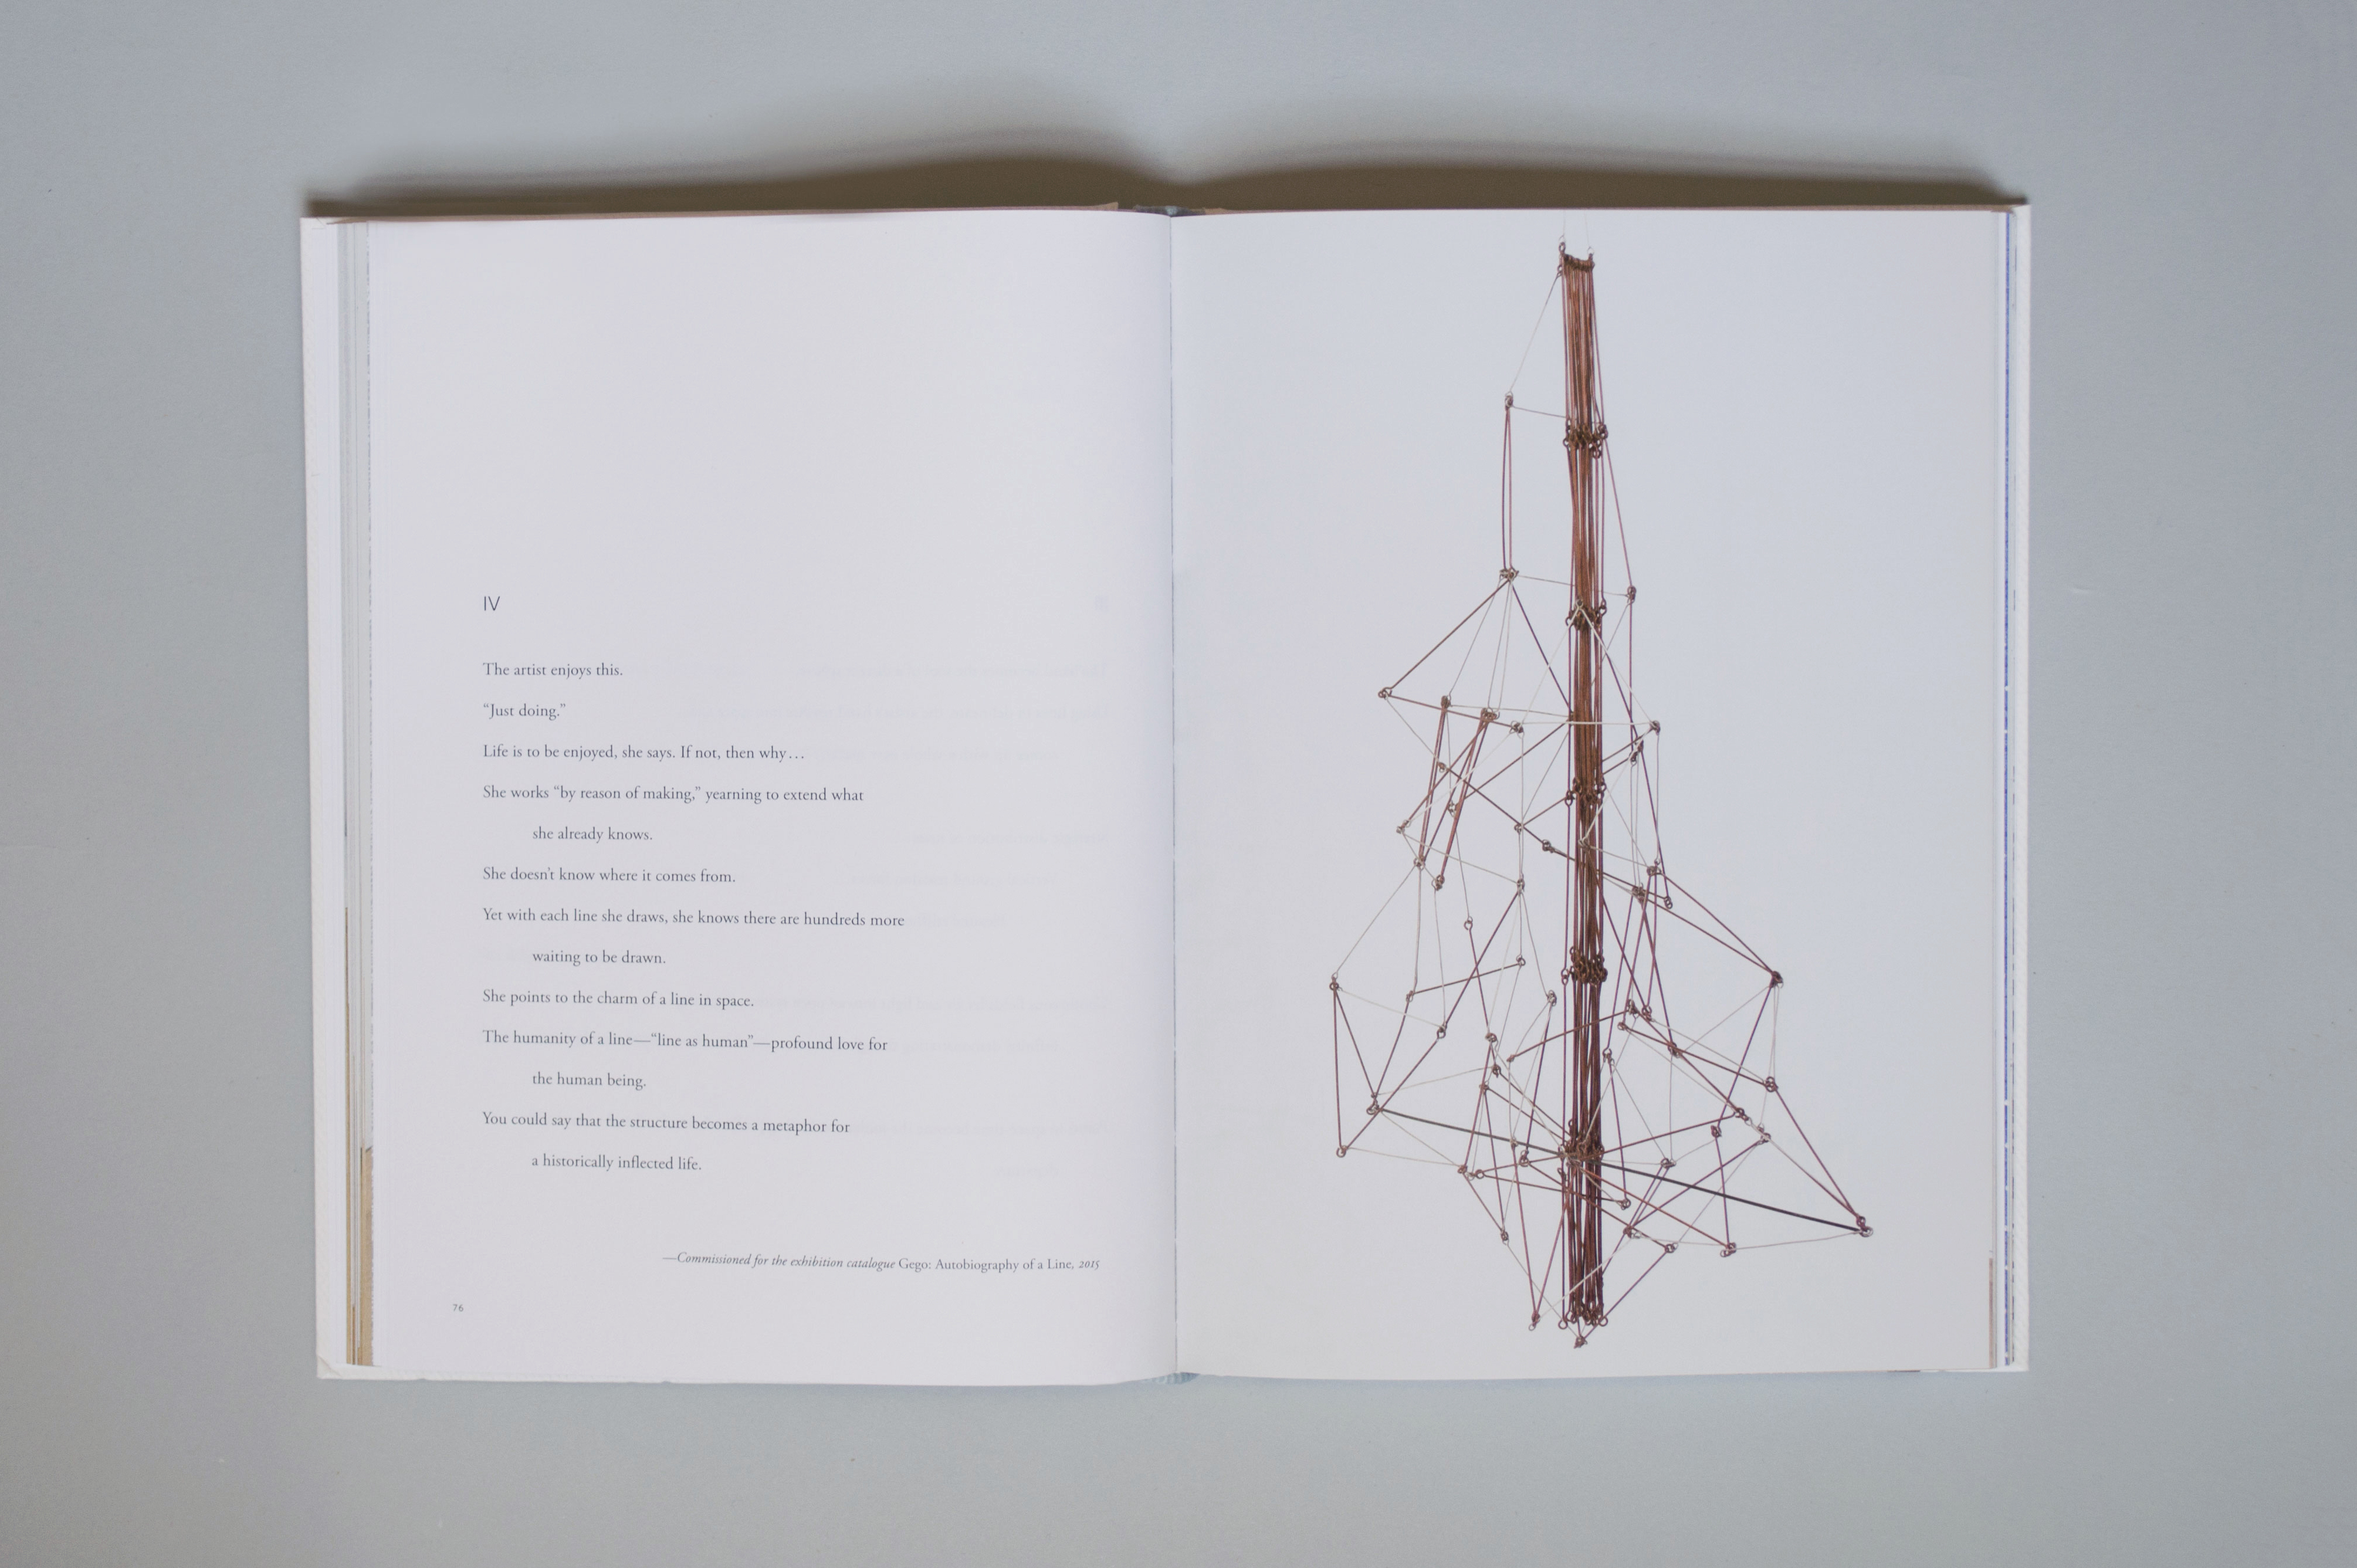 IV
The artist enjoys this.
“Just doing.”
Life is to be enjoyed, she says. If not, then why…
She works “by reason of making,” yearning to extend what
she already knows.
She doesn’t know where it comes from.
Yet with each line she draws, she knows there are hundreds more
waiting to be drawn.
She points to the charm of a line in space.
The humanity of a line—“line as human”—profound love for
the human being.
You could say that the structure becomes a metaphor for
a historically inflected life.
—Commissioned for the exhibition catalogue Gego: Autobiography of a Line, 2015
76